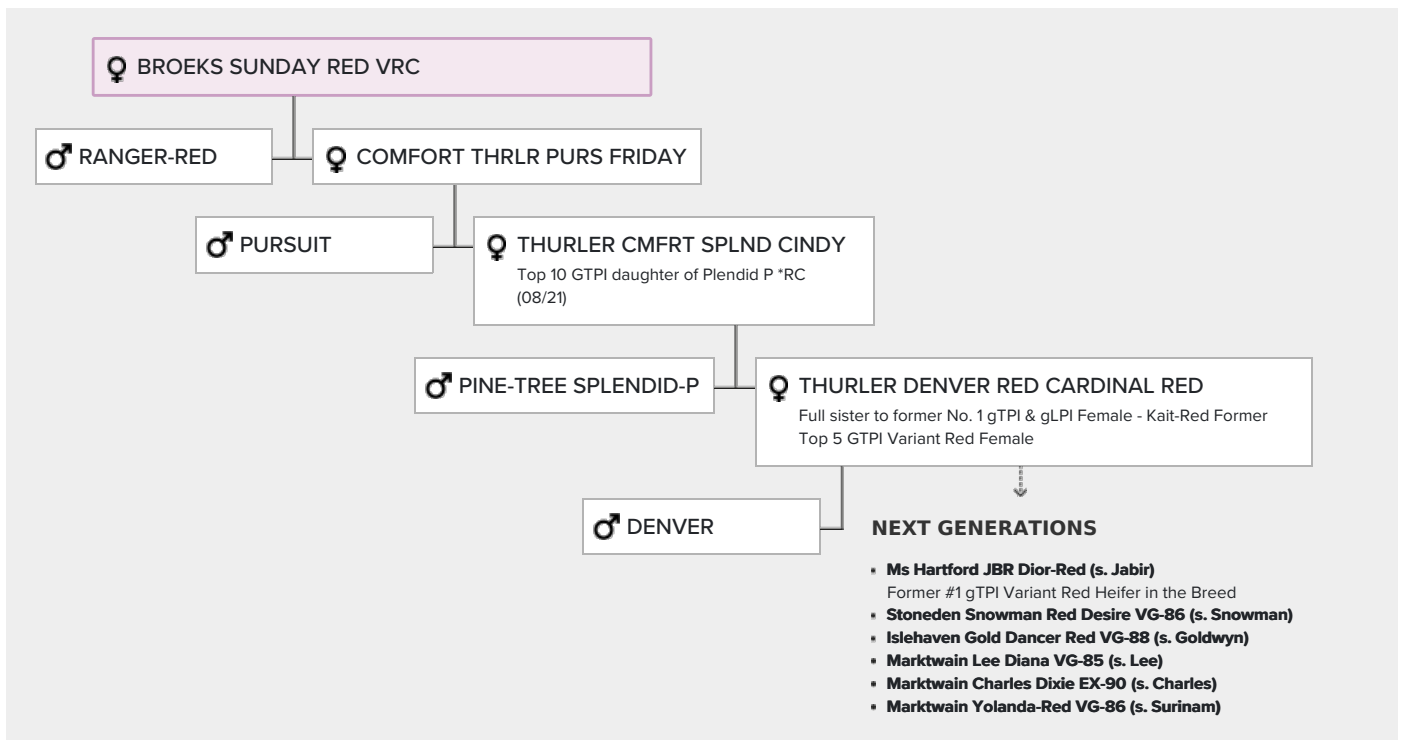 BROEKS SUNDAY RED VRC
RANGER-RED
COMFORT THRLR PURS FRIDAY
PURSUIT
THURLER CMFRT SPLND CINDY
Top 10 GTPI daughter of Plendid P *RC
(08/21)
PINE-TREE SPLENDID-P
THURLER DENVER RED CARDINAL RED
Full sister to former No. 1 gTPI & gLPI Female - Kait-Red Former
Top 5 GTPI Variant Red Female
DENVER
NEXT GENERATIONS
Ms Hartford JBR Dior-Red (s. Jabir)
Former #1 gTPI Variant Red Heifer in the Breed
Stoneden Snowman Red Desire VG-86 (s. Snowman)
Islehaven Gold Dancer Red VG-88 (s. Goldwyn)
Marktwain Lee Diana VG-85 (s. Lee)
Marktwain Charles Dixie EX-90 (s. Charles)
Marktwain Yolanda-Red VG-86 (s. Surinam)